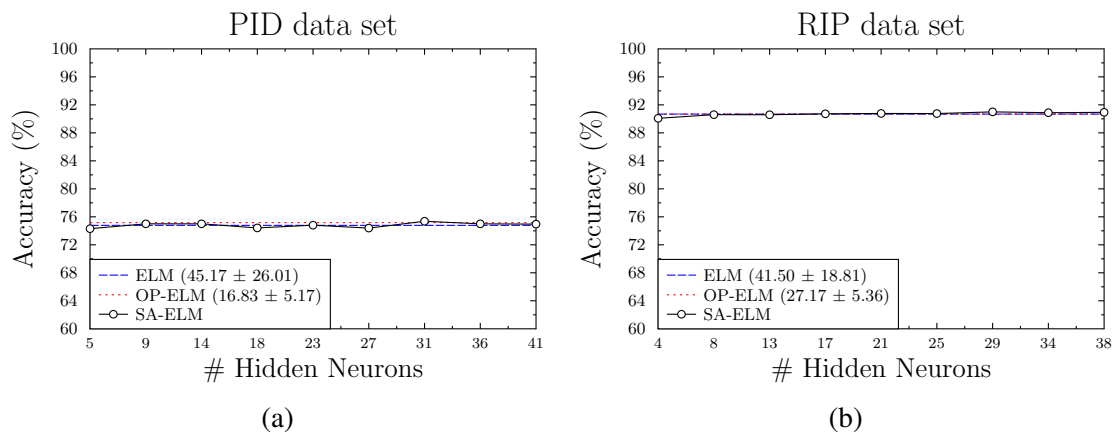 PID data set
100
96
92
88
84
80
76
72
68
64
60
Accuracy (%)
ELM (45.17 ± 26.01)
OP-ELM (16.83 ± 5.17)
SA-ELM
5 9 14 18 23 27 31 36 41
# Hidden Neurons
(a)
RIP data set
100
96
92
88
84
80
76
72
68
64
60
Accuracy (%)
ELM (41.50 ± 18.81)
OP-ELM (27.17 ± 5.36)
SA-ELM
4 8 13 17 21 25 29 34 38
# Hidden Neurons
(b)